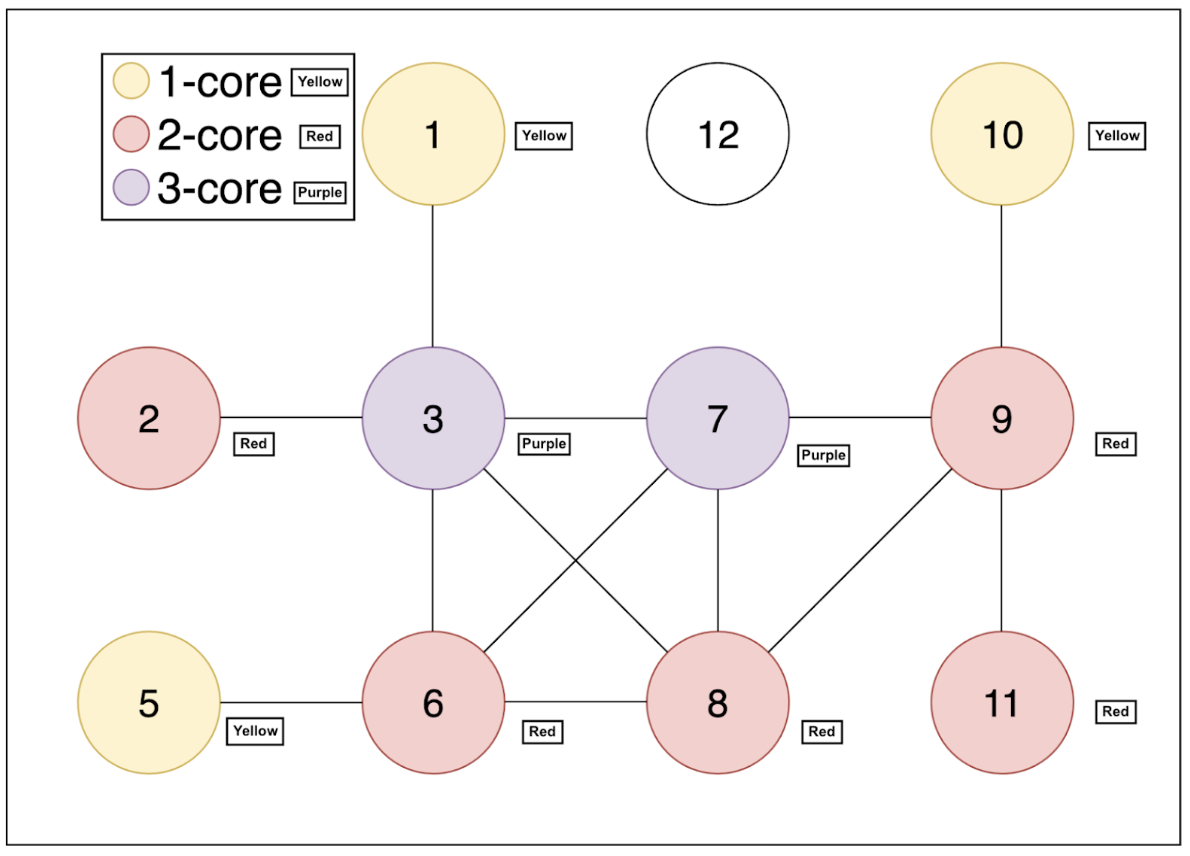 1-core Yellow
2-core Red
3-core Purple
1 Yellow
12
10 Yellow
2 Red
3 Purple
7 Purple
9 Red
5 Yellow
6 Red
8 Red
11 Red